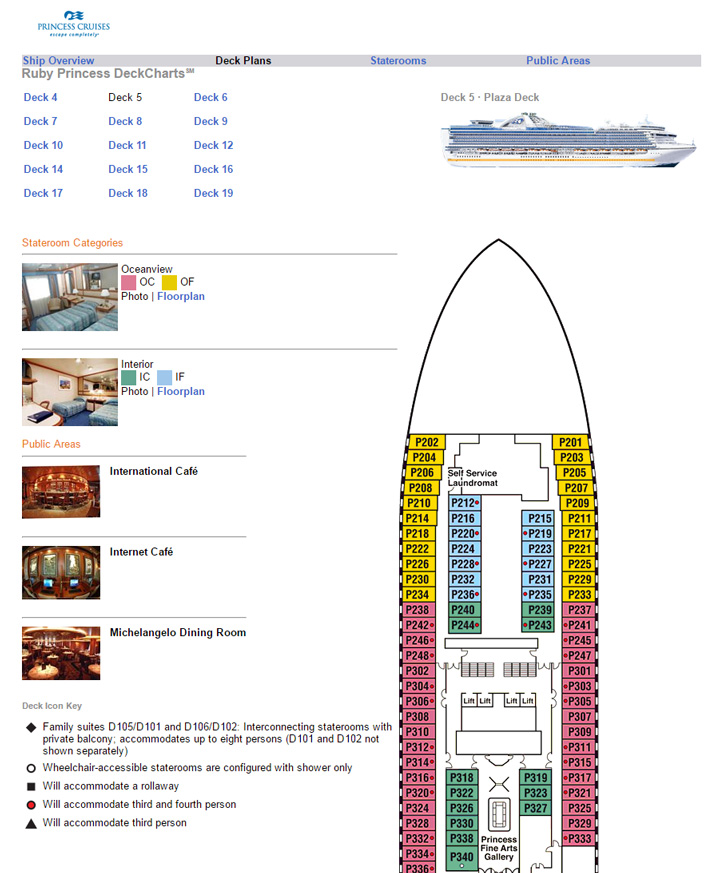 PRINCESS CRUISES
escape completely®
Ship Overview Deck Plans Staterooms Public Areas
Ruby Princess DeckCharts℠
Deck 4 Deck 5 Deck 6
Deck 7 Deck 8 Deck 9
Deck 10 Deck 11 Deck 12
Deck 14 Deck 15 Deck 16
Deck 17 Deck 18 Deck 19
Deck 5 · Plaza Deck
Stateroom Categories
Oceanview
OC OF
Photo | Floorplan
Interior
IC IF
Photo | Floorplan
Public Areas
International Café
Internet Café
Michelangelo Dining Room
Deck Icon Key
Family suites D105/D101 and D106/D102: Interconnecting staterooms with
private balcony; accommodates up to eight persons (D101 and D102 not
shown separately)
Wheelchair-accessible staterooms are configured with shower only
Will accommodate a rollaway
Will accommodate third and fourth person
Will accommodate third person
P202 P201
P204 P203
P206 Self Service P205
Laundromat
P208 P207
P210 P212 P209
P214 P216 P215 P211
P218 P220 P219 P217
P222 P224 P223 P221
P226 P228 P227 P225
P230 P232 P231 P229
P234 P236 P235 P233
P238 P240 P239 P237
P242 P244 P243 P241
P246 P245
P248 P247
P302 P301
P304 P303
P306 Lift Lift Lift Lift P305
P308 P307
P310 P309
P312 P311
P314 P315
P316 P318 P319 P317
P320 P322 P323 P321
P324 P326 P327 P325
P328 P330 P329
P332 P338 Princess P333
Fine Arts
P334 P340 Gallery
P336